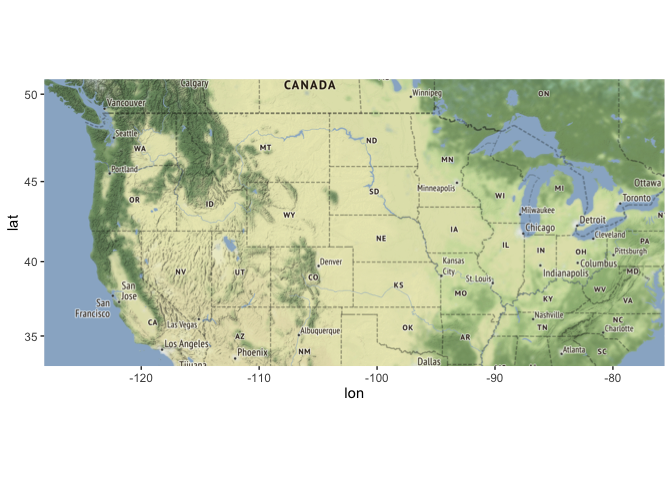 Calgary
CANADA
ON
50
Winnipeg
Vancouver
Seattle
WA
MT
ND
MN
Portland
45
OR
ID
SD
Minneapolis
WI
MI
Ottawa
Toronto
WY
Milwaukee
Detroit
N
NE
IA
Chicago
Cleveland
PA
40
NV
UT
Denver
CO
Kansas
City
IL
IN
OH
Pittsburgh
Columbus
Indianapolis
MD
San
Jose
KS
St. Louis
MO
WV
VA
KY
San
Francisco
CA
Las Vegas
Albuquerque
OK
Nashville
TN
NC
Charlotte
35
AZ
AR
Los Angeles
Phoenix
NM
Atlanta
SC
Tijuana
Dallas
-120
-110
-100
-90
-80
lon
lat